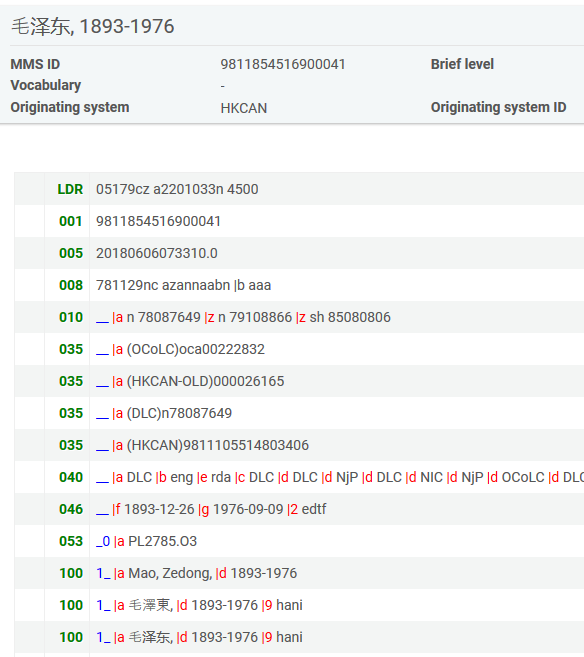 毛泽东, 1893-1976
MMS ID 9811854516900041 Brief level
Vocabulary -
Originating system HKCAN Originating system ID
LDR 05179cz a2201033n 4500
001 9811854516900041
005 20180606073310.0
008 781129nc azannaabn |b aaa
010 __ |a n 78087649 |z n 79108866 |z sh 85080806
035 __ |a (OCoLC)oca00222832
035 __ |a (HKCAN-OLD)000026165
035 __ |a (DLC)n78087649
035 __ |a (HKCAN)9811105514803406
040 __ |a DLC |b eng |e rda |c DLC |d DLC |d NjP |d DLC |d NIC |d NjP |d OCoLC |d DLC
046 __ |f 1893-12-26 |g 1976-09-09 |2 edtf
053 _0 |a PL2785.O3
100 1_ |a Mao, Zedong, |d 1893-1976
100 1_ |a 毛澤東, |d 1893-1976 |9 hani
100 1_ |a 毛泽东, |d 1893-1976 |9 hani